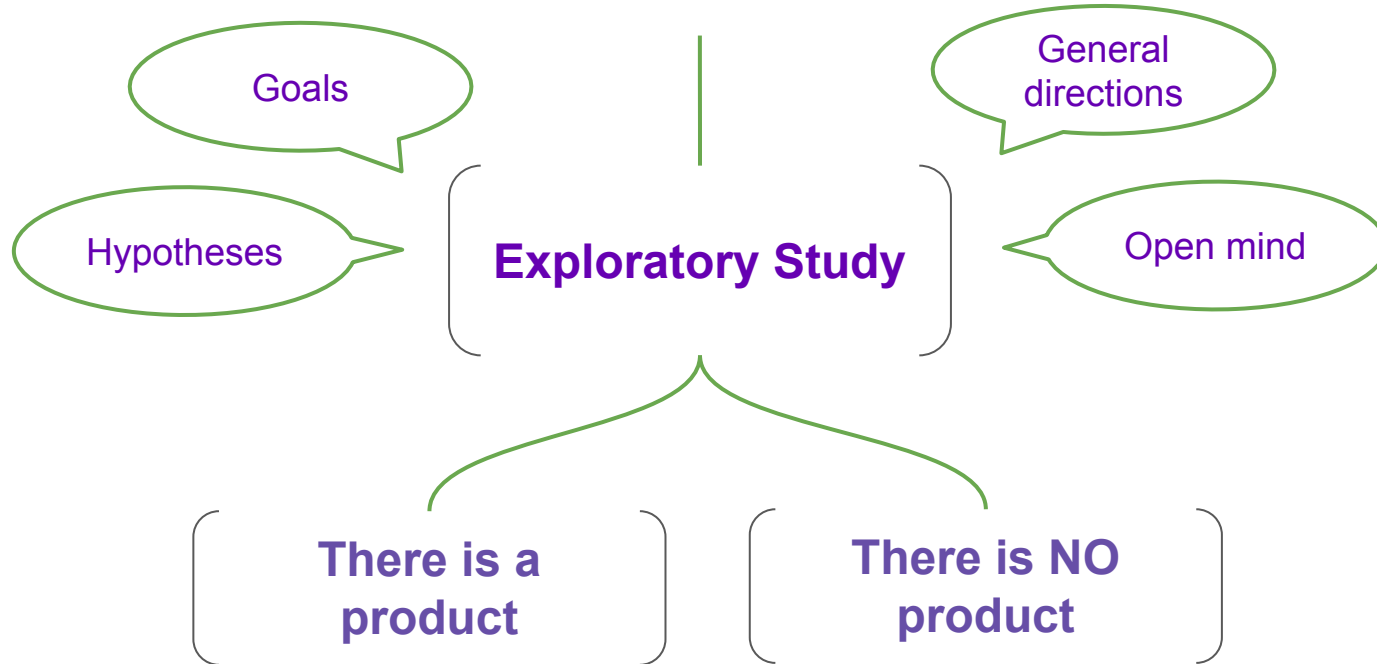 Goals
General
directions
Hypotheses
Exploratory Study
Open mind
There is a
product
There is NO
product